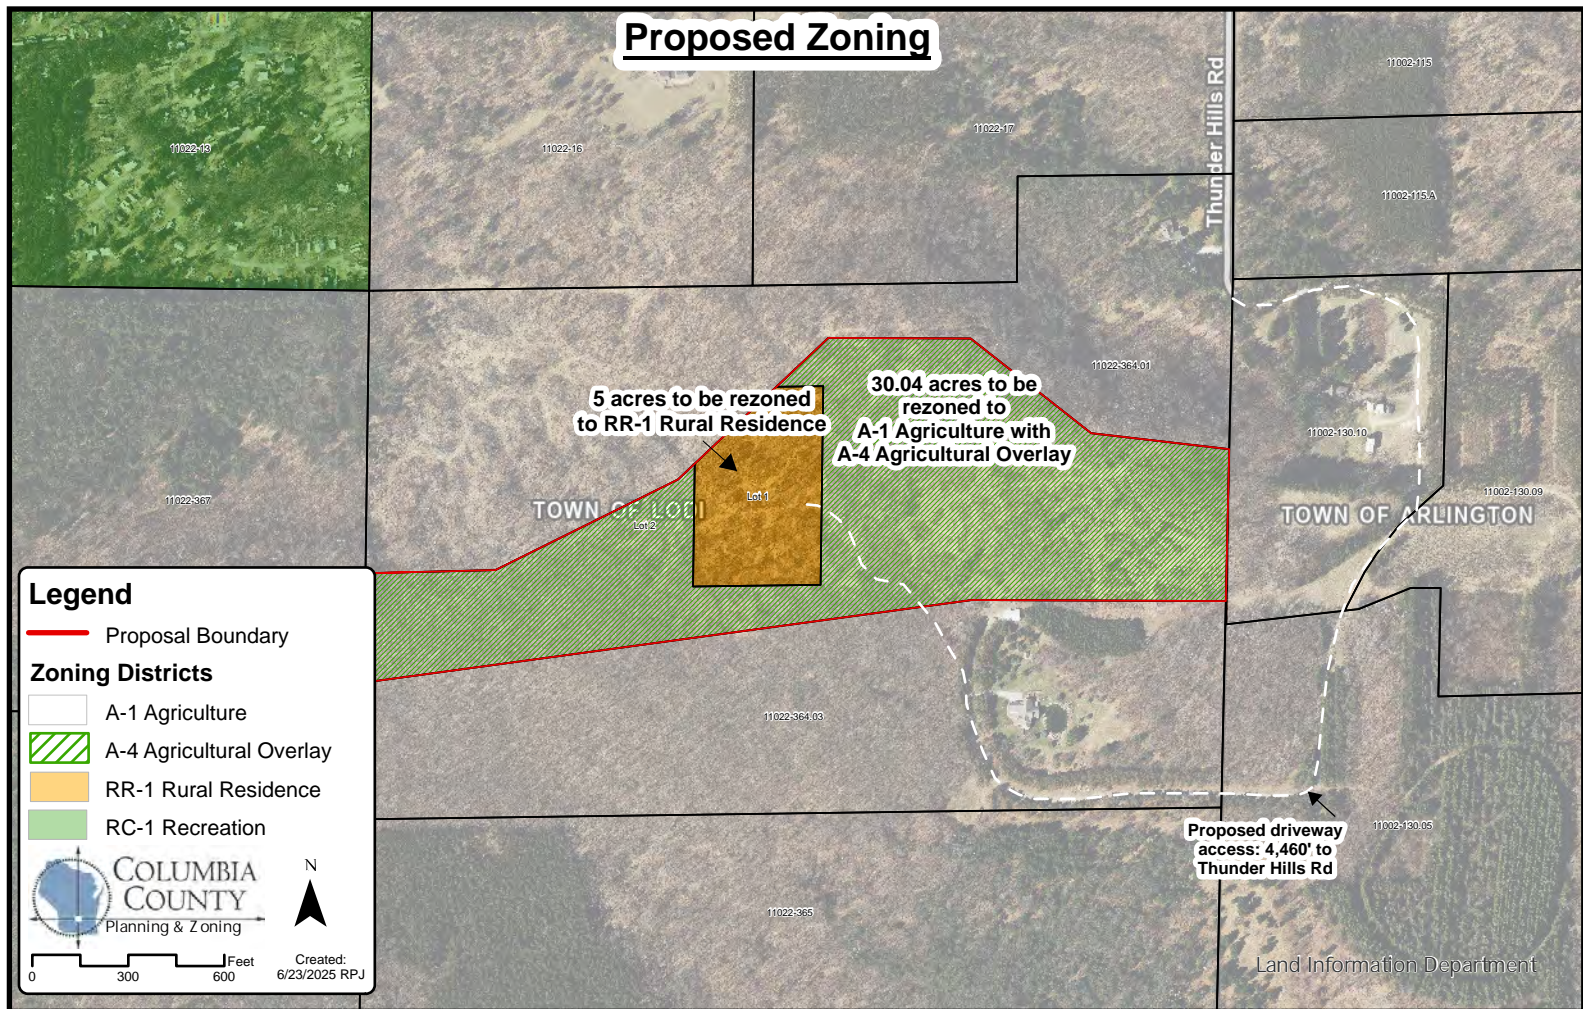 Proposed Zoning
Thunder Hills Rd
11002-115
11022-13
11022-16
11022-17
11002-115.A
11022-364.01
5 acres to be rezoned
to RR-1 Rural Residence
30.04 acres to be
rezoned to
A-1 Agriculture with
A-4 Agricultural Overlay
11002-130.10
11022-367
Lot 1
11002-130.09
TOWN OF LODI
Lot 2
TOWN OF ARLINGTON
11022-364.03
Proposed driveway
access: 4,460' to
Thunder Hills Rd
11002-130.05
11022-365
Land Information Department
Legend
Proposal Boundary
Zoning Districts
A-1 Agriculture
A-4 Agricultural Overlay
RR-1 Rural Residence
RC-1 Recreation
COLUMBIA
COUNTY
Planning & Zoning
N
Feet
0 300 600
Created:
6/23/2025 RPJ